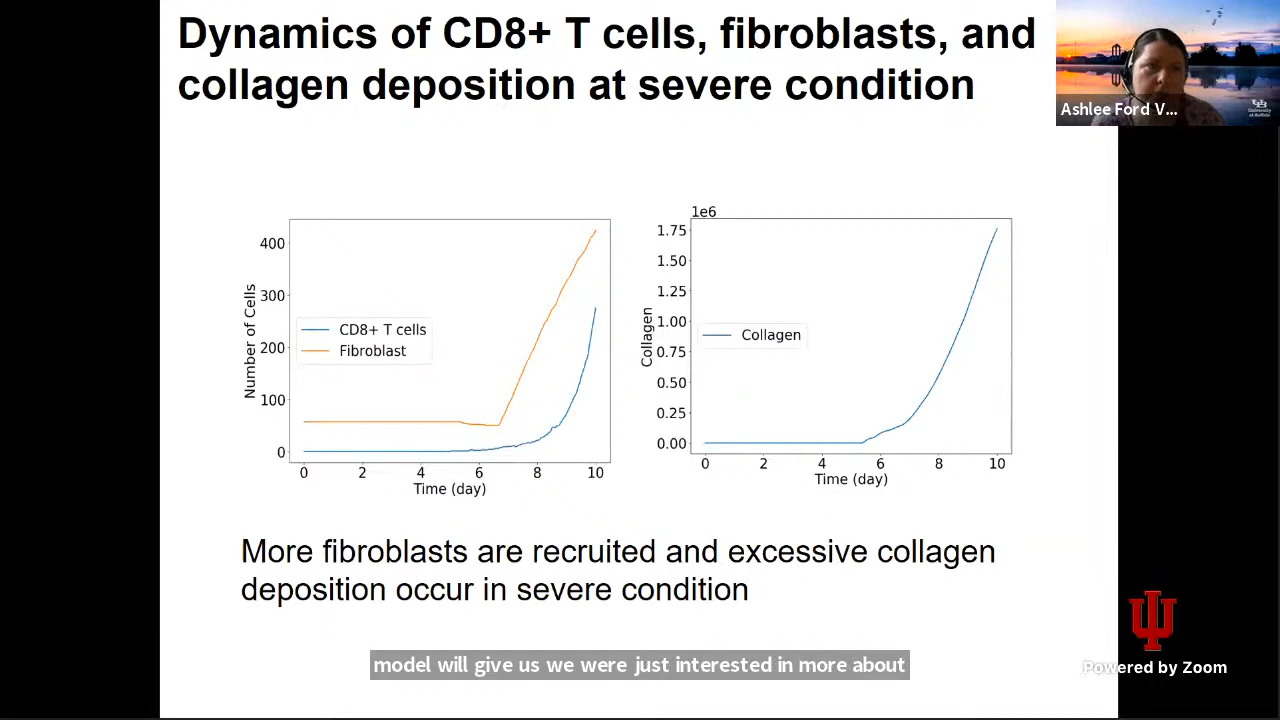 Dynamics of CD8+ T cells, fibroblasts, and
collagen deposition at severe condition
Ashlee Ford V...
University
at Buffalo
400
300
200
100
0
Number of Cells
CD8+ T cells
Fibroblast
0 2 4 6 8 10
Time (day)
1e6
1.75
1.50
1.25
1.00
0.75
0.50
0.25
0.00
Collagen
Collagen
0 2 4 6 8 10
Time (day)
More fibroblasts are recruited and excessive collagen
deposition occur in severe condition
model will give us we were just interested in more about
Powered by Zoom